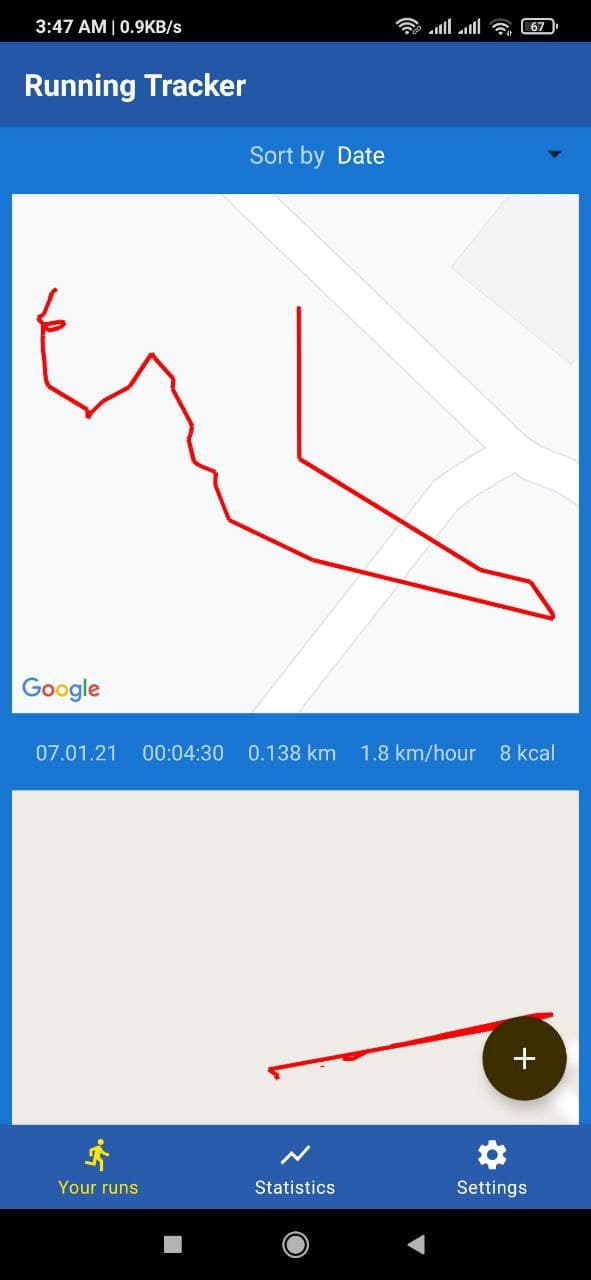 3:47 AM | 0.9KB/s 67
Running Tracker
Sort by Date
Google
07.01.21 00:04:30 0.138 km 1.8 km/hour 8 kcal
Your runs Statistics Settings